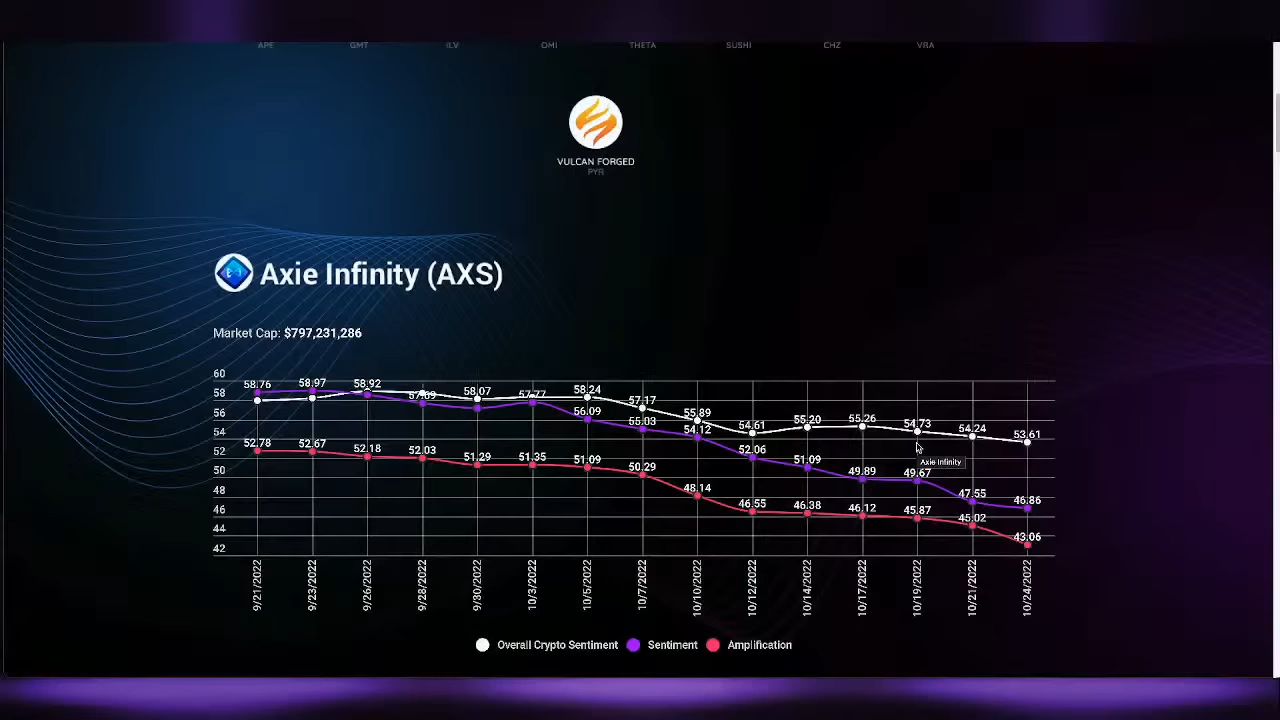 APE GMT ILV OMI THETA SUSHI CHZ VRA
VULCAN FORGED
PYR
Axie Infinity (AXS)
Market Cap: $797,231,286
60
58
56
54
52
50
48
46
44
42
58.76 58.97 58.92 57.69 58.07 57.77 58.24 57.17 55.89 54.61 55.20 55.26 54.73 54.24 53.61
56.09 55.03 54.12 52.06 51.09 49.89 49.67 47.55 46.86
52.78 52.67 52.18 52.03 51.29 51.35 51.09 50.29 48.14 46.55 46.38 46.12 45.87 45.02 43.06
Axie Infinity
9/21/2022 9/23/2022 9/26/2022 9/28/2022 9/30/2022 10/3/2022 10/5/2022 10/7/2022 10/10/2022 10/12/2022 10/14/2022 10/17/2022 10/19/2022 10/21/2022 10/24/2022
Overall Crypto Sentiment Sentiment Amplification